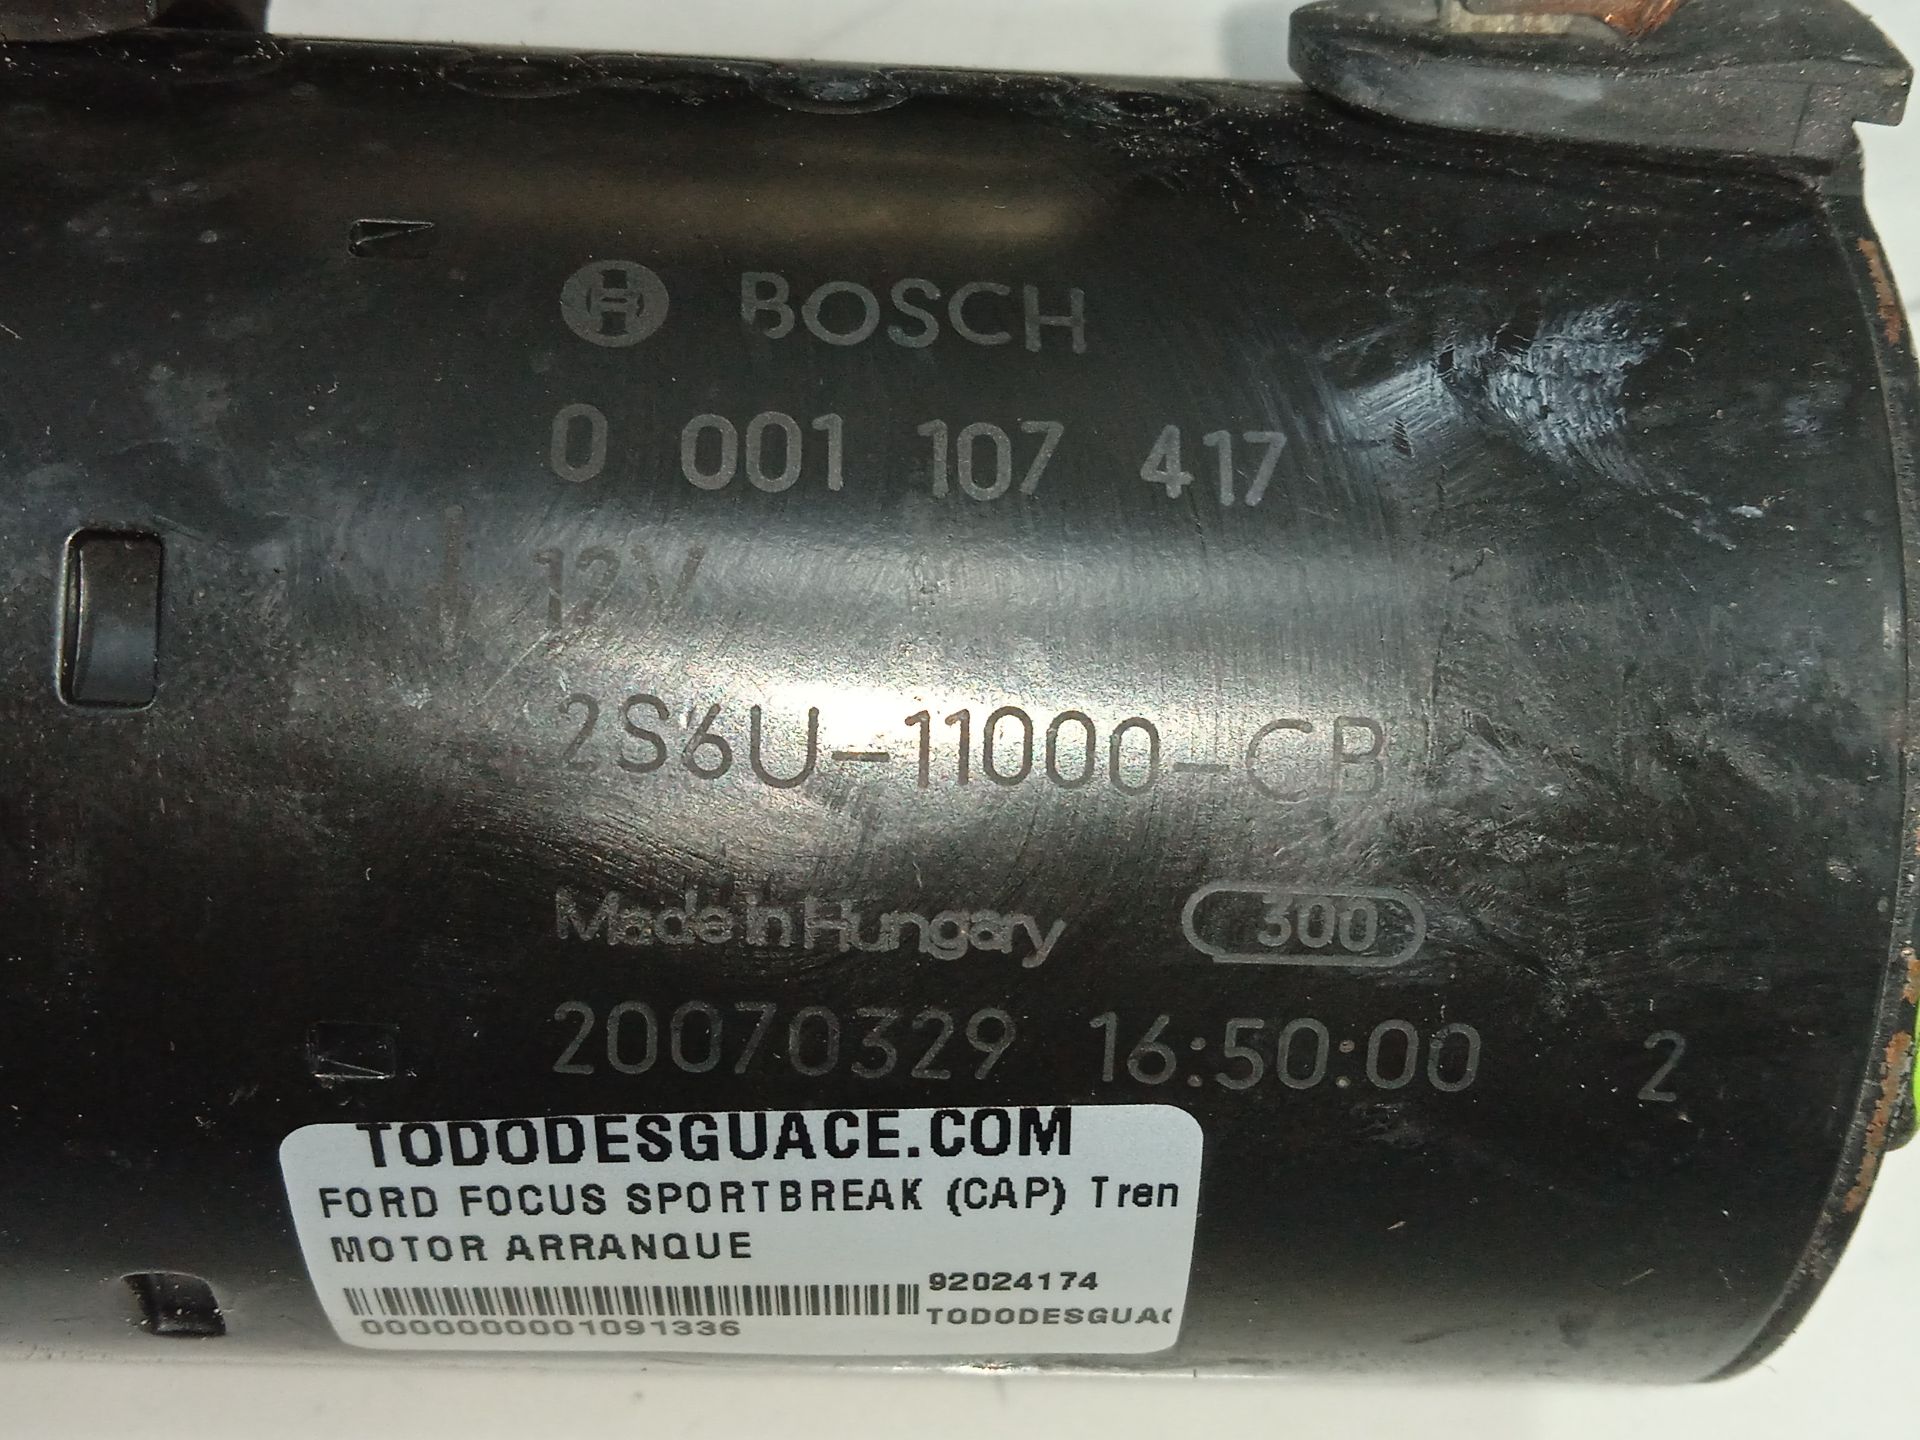 BOSCH
0 001 107 417
12V
2S6U-11000-CB
Made in Hungary 300
20070329 16:50:00 2
TODODESGUACE.COM
FORD FOCUS SPORTBREAK (CAP) Tren
MOTOR ARRANQUE
92024174
0000000001091336
TODODESGUAC